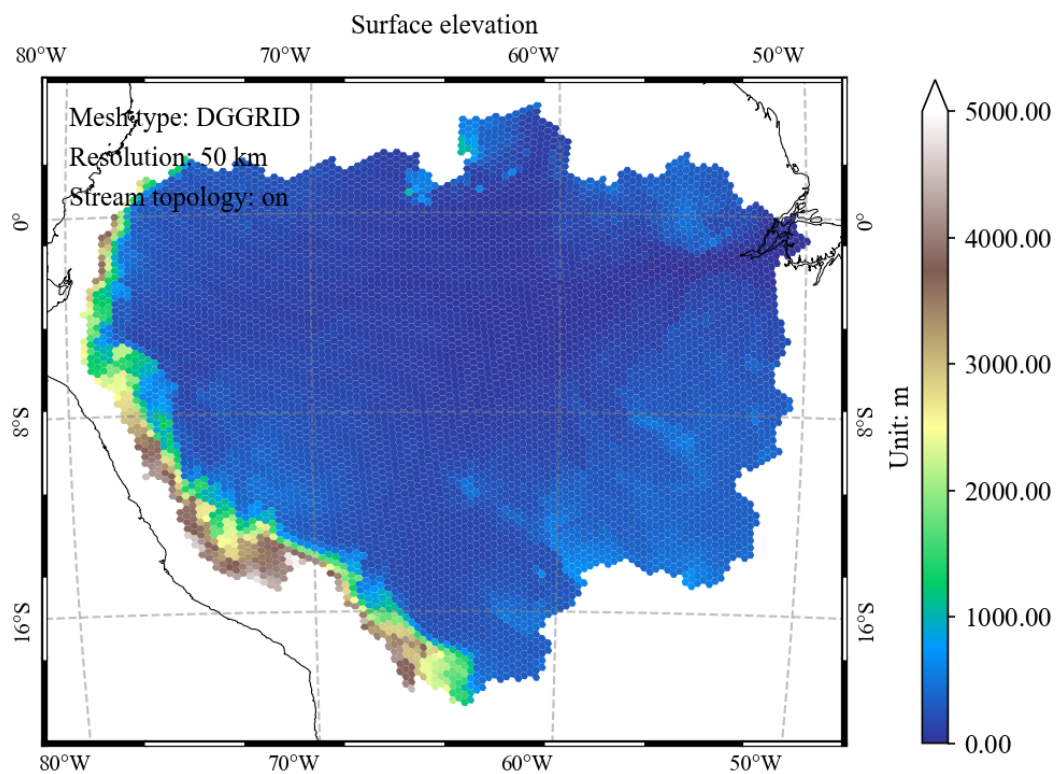 Surface elevation
80°W 70°W 60°W 50°W
Mesh type: DGGRID
Resolution: 50 km
Stream topology: on
0°
8°S
16°S
0°
8°S
16°S
80°W 70°W 60°W 50°W
5000.00
4000.00
3000.00
2000.00
1000.00
0.00
Unit: m